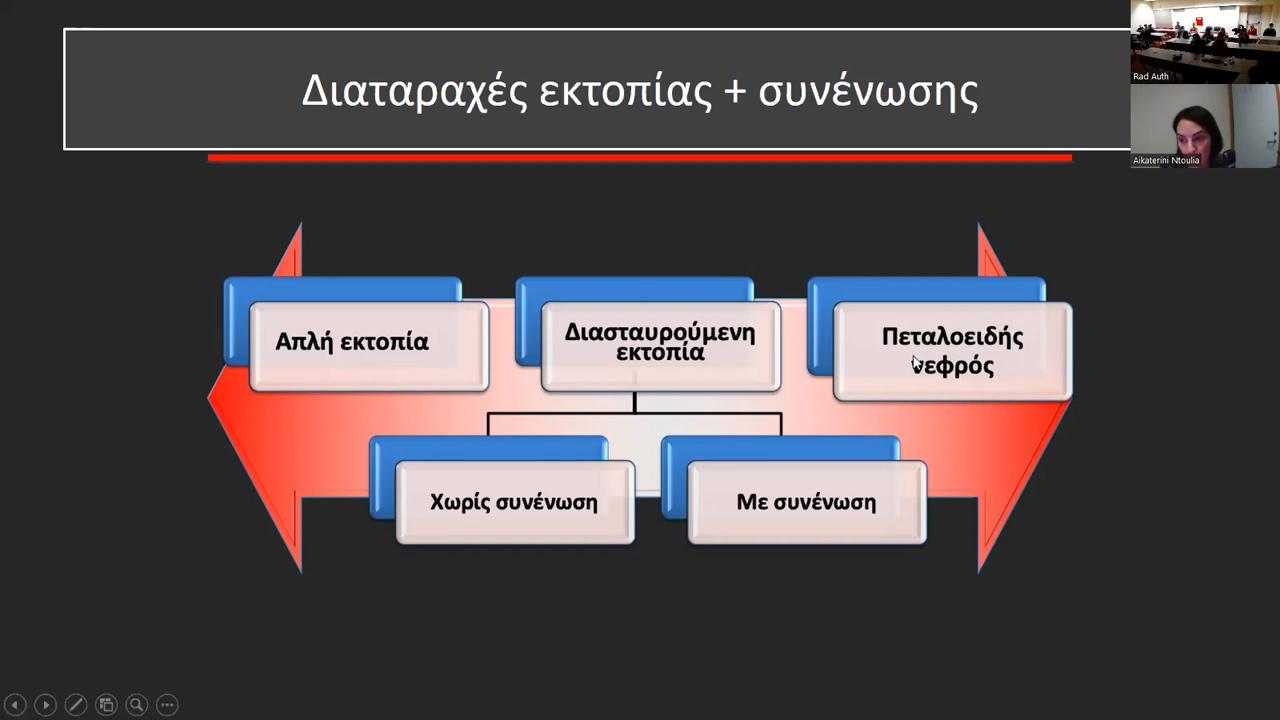 Διαταραχές εκτοπίας + συνένωσης
Rad Auth
Aikaterini Ntoulia
Απλή εκτοπία
Διασταυρούμενη
εκτοπία
Πεταλοειδής
νεφρός
Χωρίς συνένωση
Με συνένωση